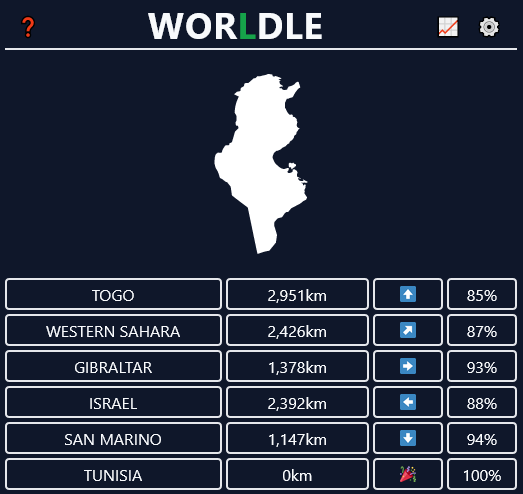 WORLDLE
TOGO 2,951km ⬆️ 85%
WESTERN SAHARA 2,426km ↗️ 87%
GIBRALTAR 1,378km ➡️ 93%
ISRAEL 2,392km ⬅️ 88%
SAN MARINO 1,147km ⬇️ 94%
TUNISIA 0km 🎉 100%